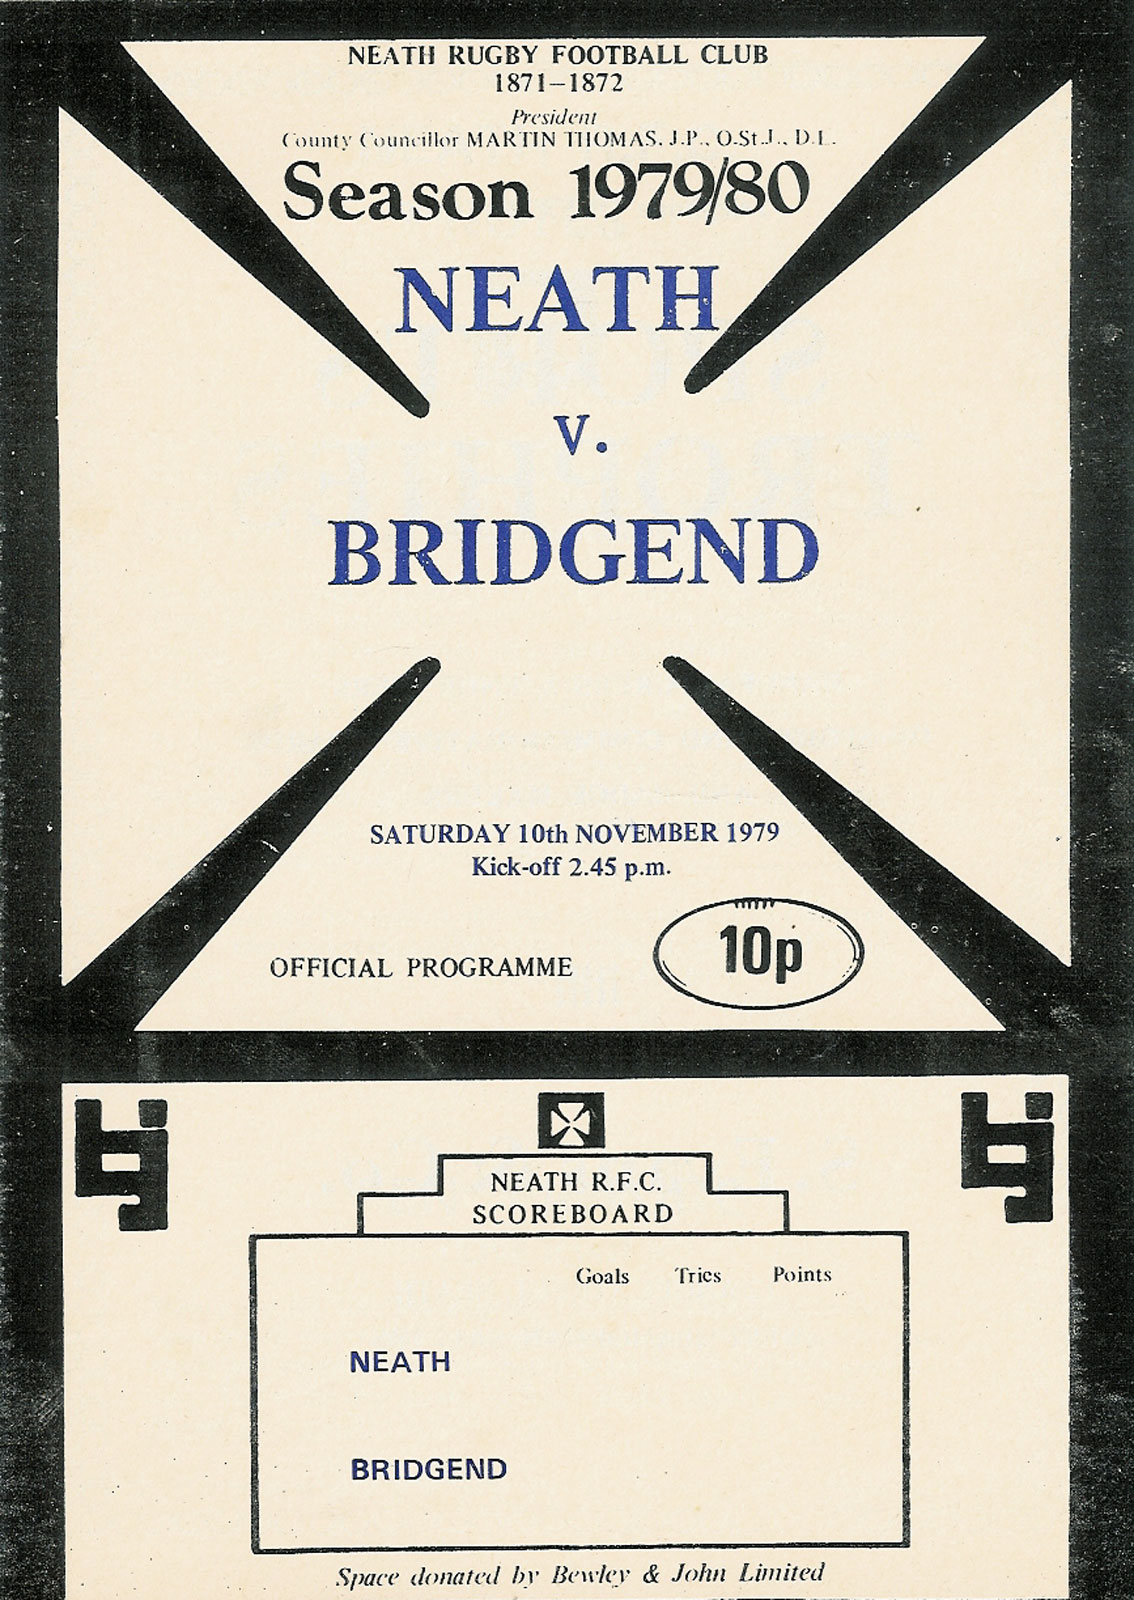 NEATH RUGBY FOOTBALL CLUB
1871–1872
President
County Councillor MARTIN THOMAS, J.P., O.St.J., D.L.
Season 1979/80
NEATH
v.
BRIDGEND
SATURDAY 10th NOVEMBER 1979
Kick-off 2.45 p.m.
OFFICIAL PROGRAMME
10p
bj
bj
NEATH R.F.C.
SCOREBOARD
Goals Tries Points
NEATH
BRIDGEND
Space donated by Bewley & John Limited